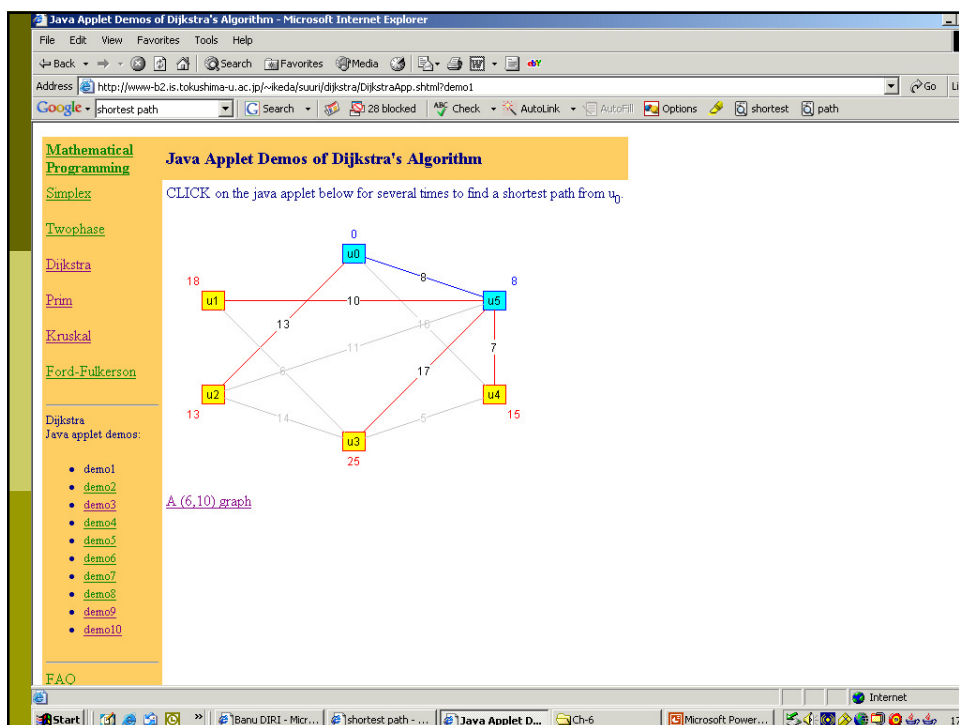 Java Applet Demos of Dijkstra's Algorithm - Microsoft Internet Explorer
File Edit View Favorites Tools Help
Back Search Favorites Media
Address http://www-b2.is.tokushima-u.ac.jp/~ikeda/suuri/dijkstra/DijkstraApp.shtml?demo1 Go Li
Google shortest path Search 28 blocked ABC Check AutoLink AutoFill Options shortest path
Mathematical
Programming
Simplex
Twophase
Dijkstra
Prim
Kruskal
Ford-Fulkerson
Dijkstra
Java applet demos:
demo1
demo2
demo3
demo4
demo5
demo6
demo7
demo8
demo9
demo10
FAQ
Java Applet Demos of Dijkstra's Algorithm
CLICK on the java applet below for several times to find a shortest path from u0.
0
u0
8
8
18
u1
10
u5
13
16
11
7
6
17
u2
u4
13
14
5
15
u3
25
A (6,10) graph
Internet
Start » Banu DIRI - Micr... shortest path - ... Java Applet D... Ch-6 Microsoft Power... 17